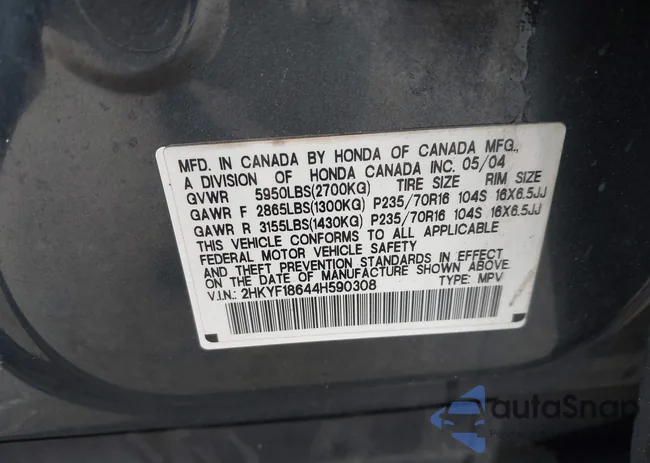 MFD. IN CANADA BY HONDA OF CANADA MFG.,
A DIVISION OF HONDA CANADA INC. 05/04
GVWR 5950LBS(2700KG) TIRE SIZE RIM SIZE
GAWR F 2865LBS(1300KG) P235/70R16 104S 16X6.5JJ
GAWR R 3155LBS(1430KG) P235/70R16 104S 16X6.5JJ
THIS VEHICLE CONFORMS TO ALL APPLICABLE
FEDERAL MOTOR VEHICLE SAFETY
AND THEFT PREVENTION STANDARDS IN EFFECT
ON THE DATE OF MANUFACTURE SHOWN ABOVE.
V.I.N.: 2HKYF18644H590308 TYPE: MPV
autoSnap